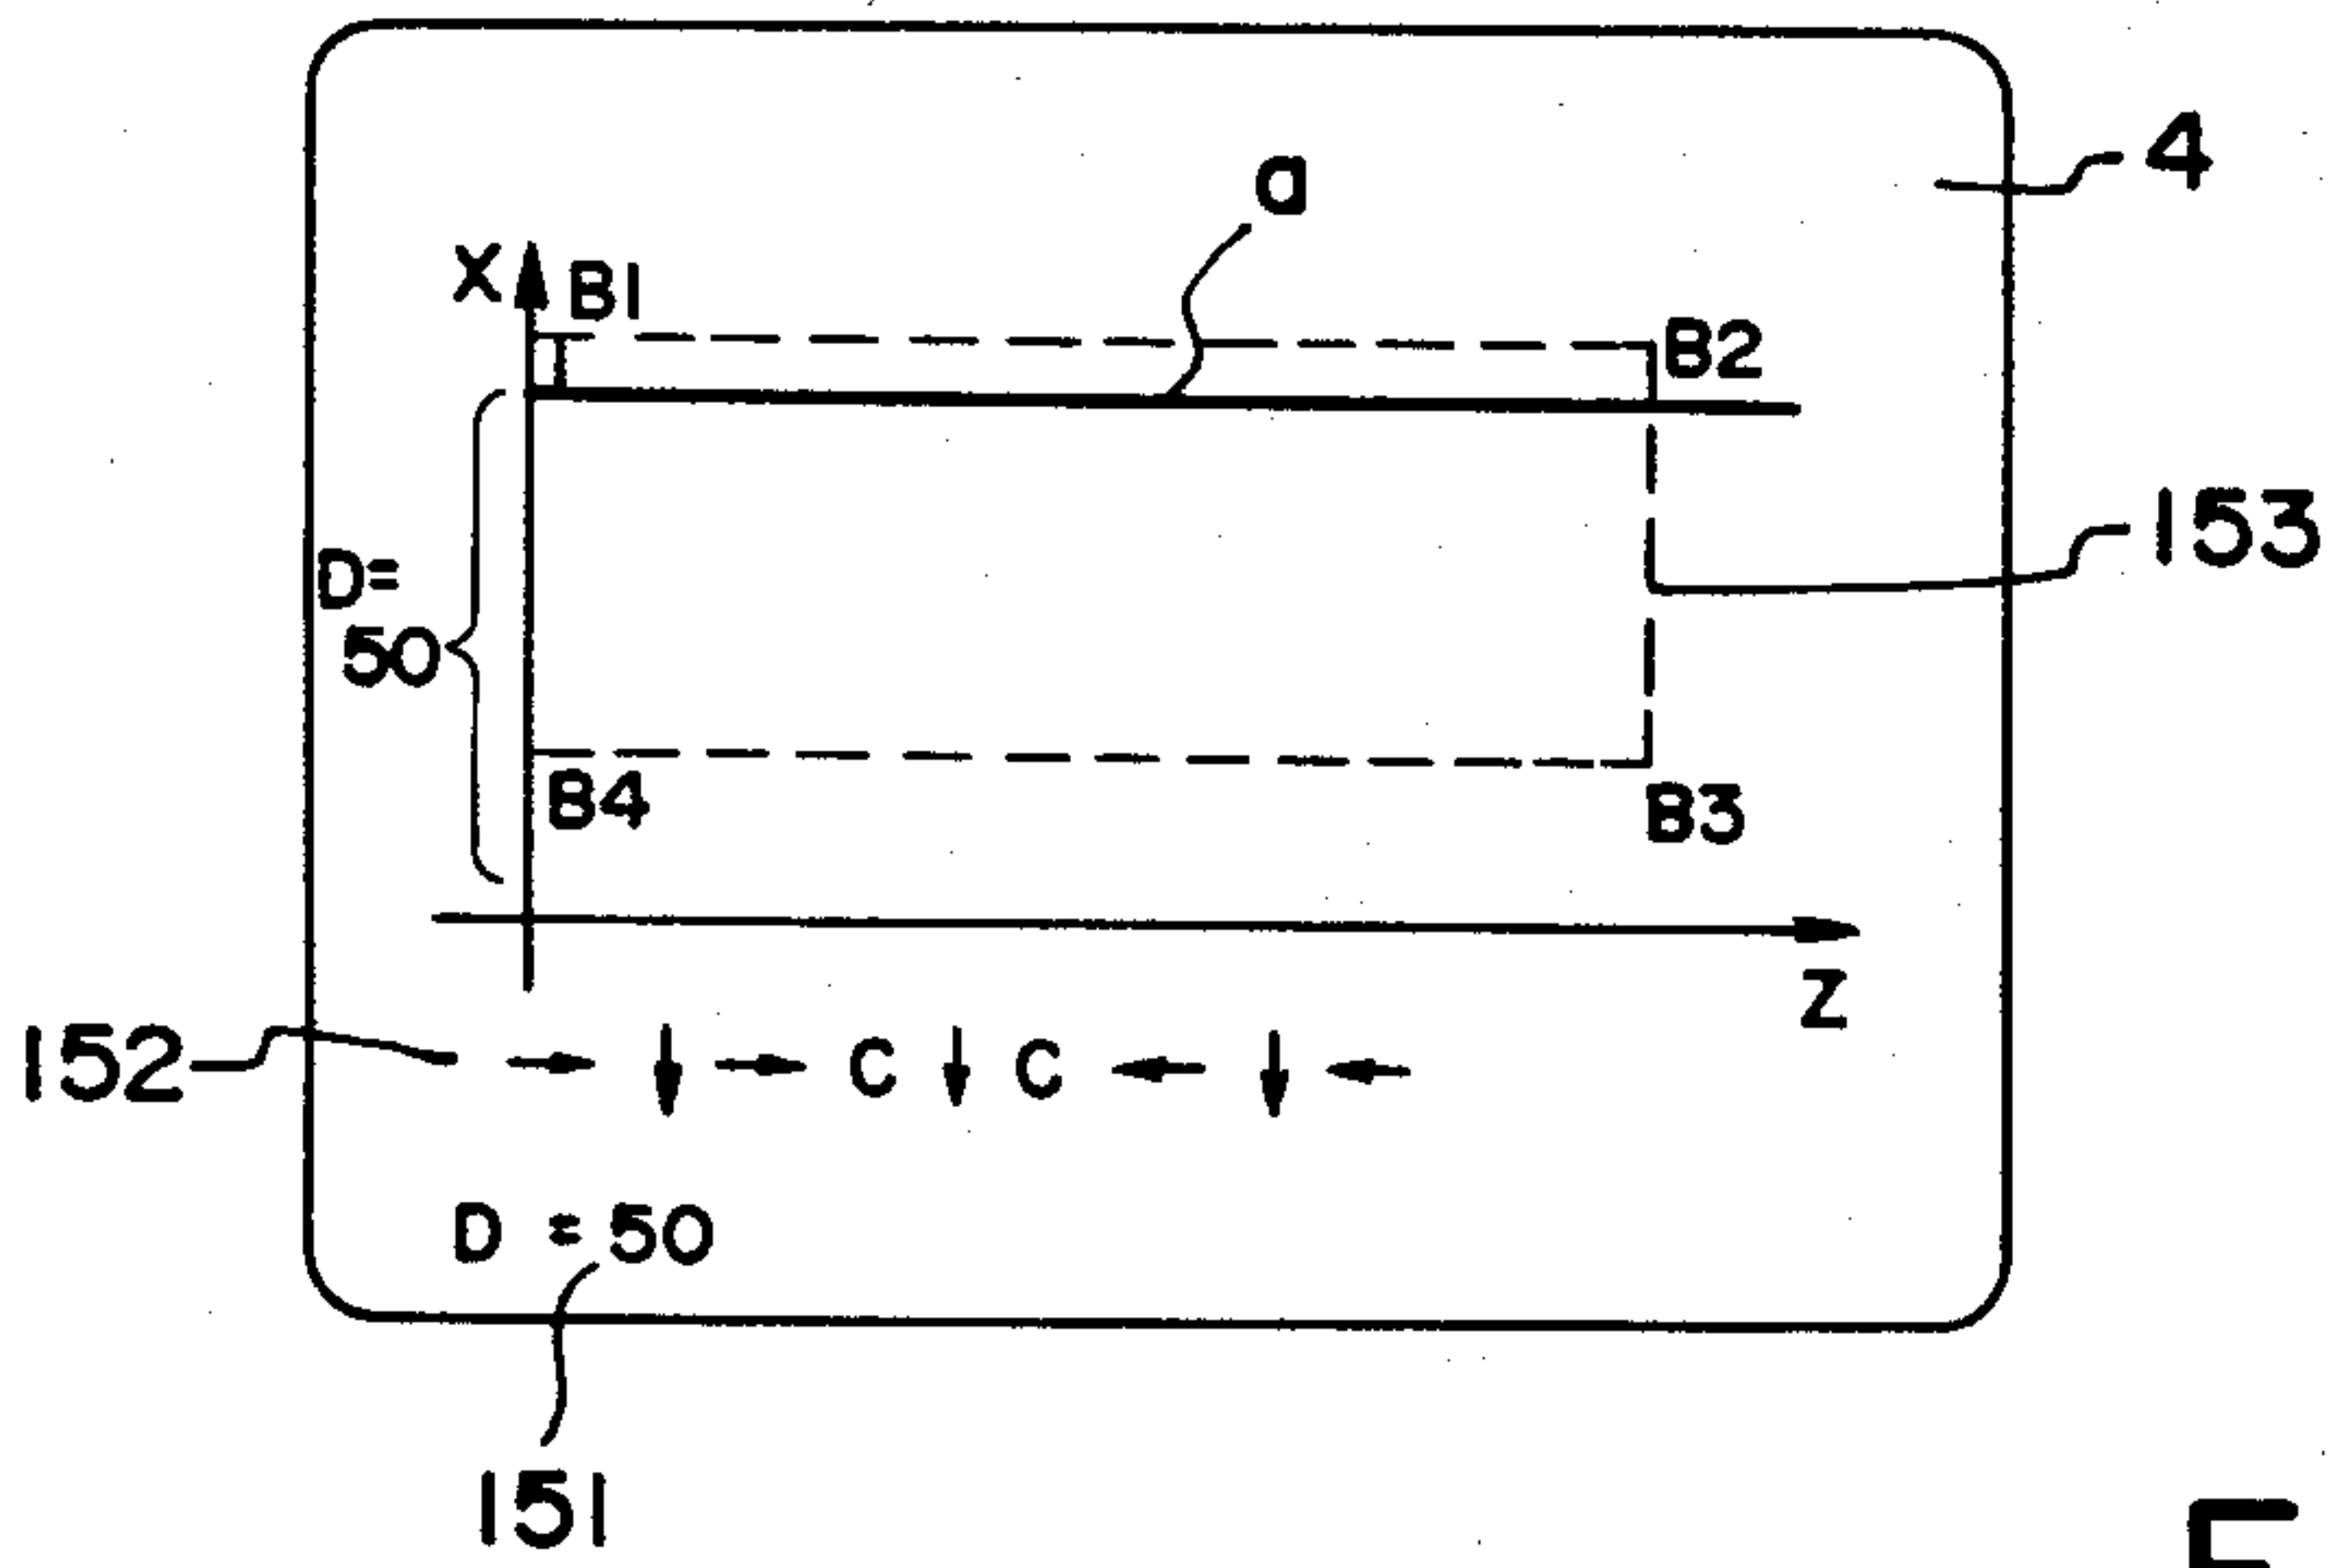 4
a
X
B1
B2
153
D=
50
B4
B3
Z
152
→ ↓ → C ↓ C ← ↓ ←
D = 50
151